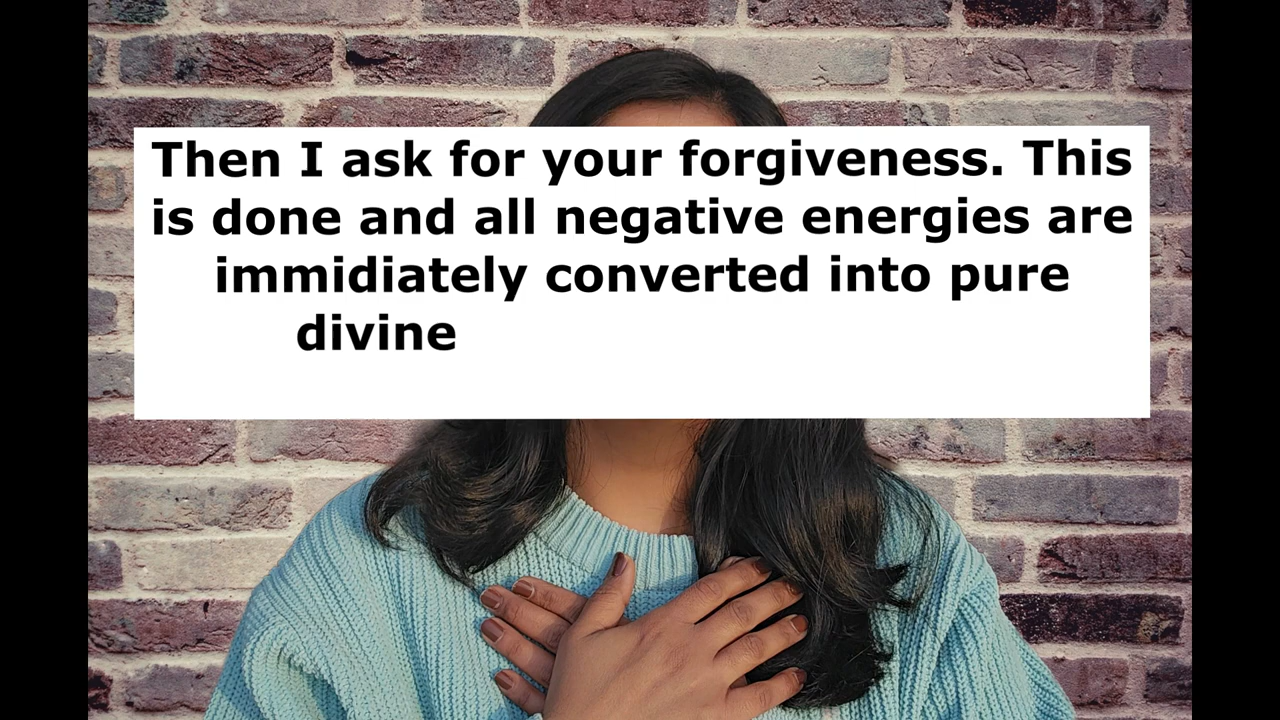 Then I ask for your forgiveness. This
is done and all negative energies are
immidiately converted into pure
divine